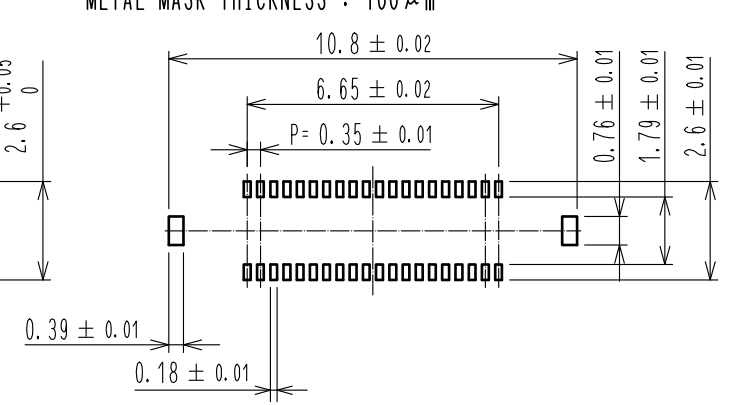 METAL MASK THICKNESS : 100μm
10.8 ± 0.02
6.65 ± 0.02
P= 0.35 ± 0.01
2.6 +0.05 0
0.76 ± 0.01
1.79 ± 0.01
2.6 ± 0.01
0.39 ± 0.01
0.18 ± 0.01